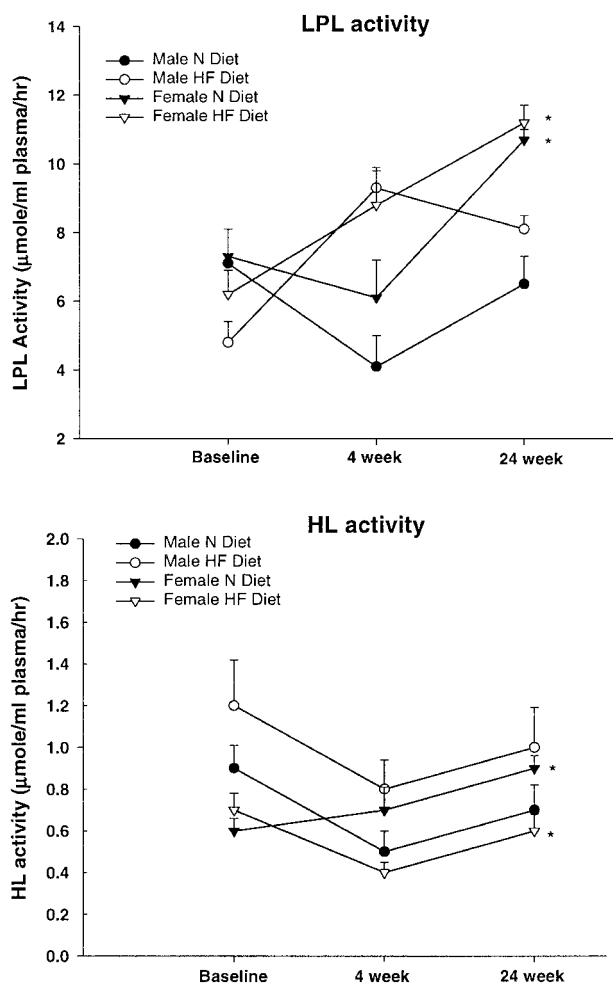 LPL activity
14
12
10
8
6
4
2
LPL Activity (μmole/ml plasma/hr)
Male N Diet
Male HF Diet
Female N Diet
Female HF Diet
*
*
Baseline
4 week
24 week
HL activity
2.0
1.8
1.6
1.4
1.2
1.0
0.8
0.6
0.4
0.2
0.0
HL activity (μmole/ml plasma/hr)
Male N Diet
Male HF Diet
Female N Diet
Female HF Diet
*
*
Baseline
4 week
24 week